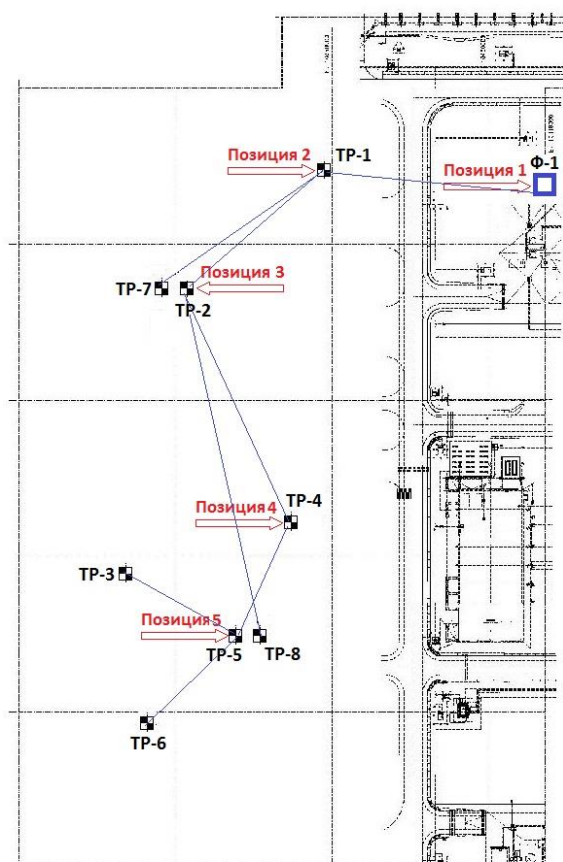 Позиция 2
ТР-1
Ф-1
Позиция 1
Позиция 3
ТР-7
ТР-2
ТР-4
Позиция 4
ТР-3
Позиция 5
ТР-5
ТР-8
ТР-6